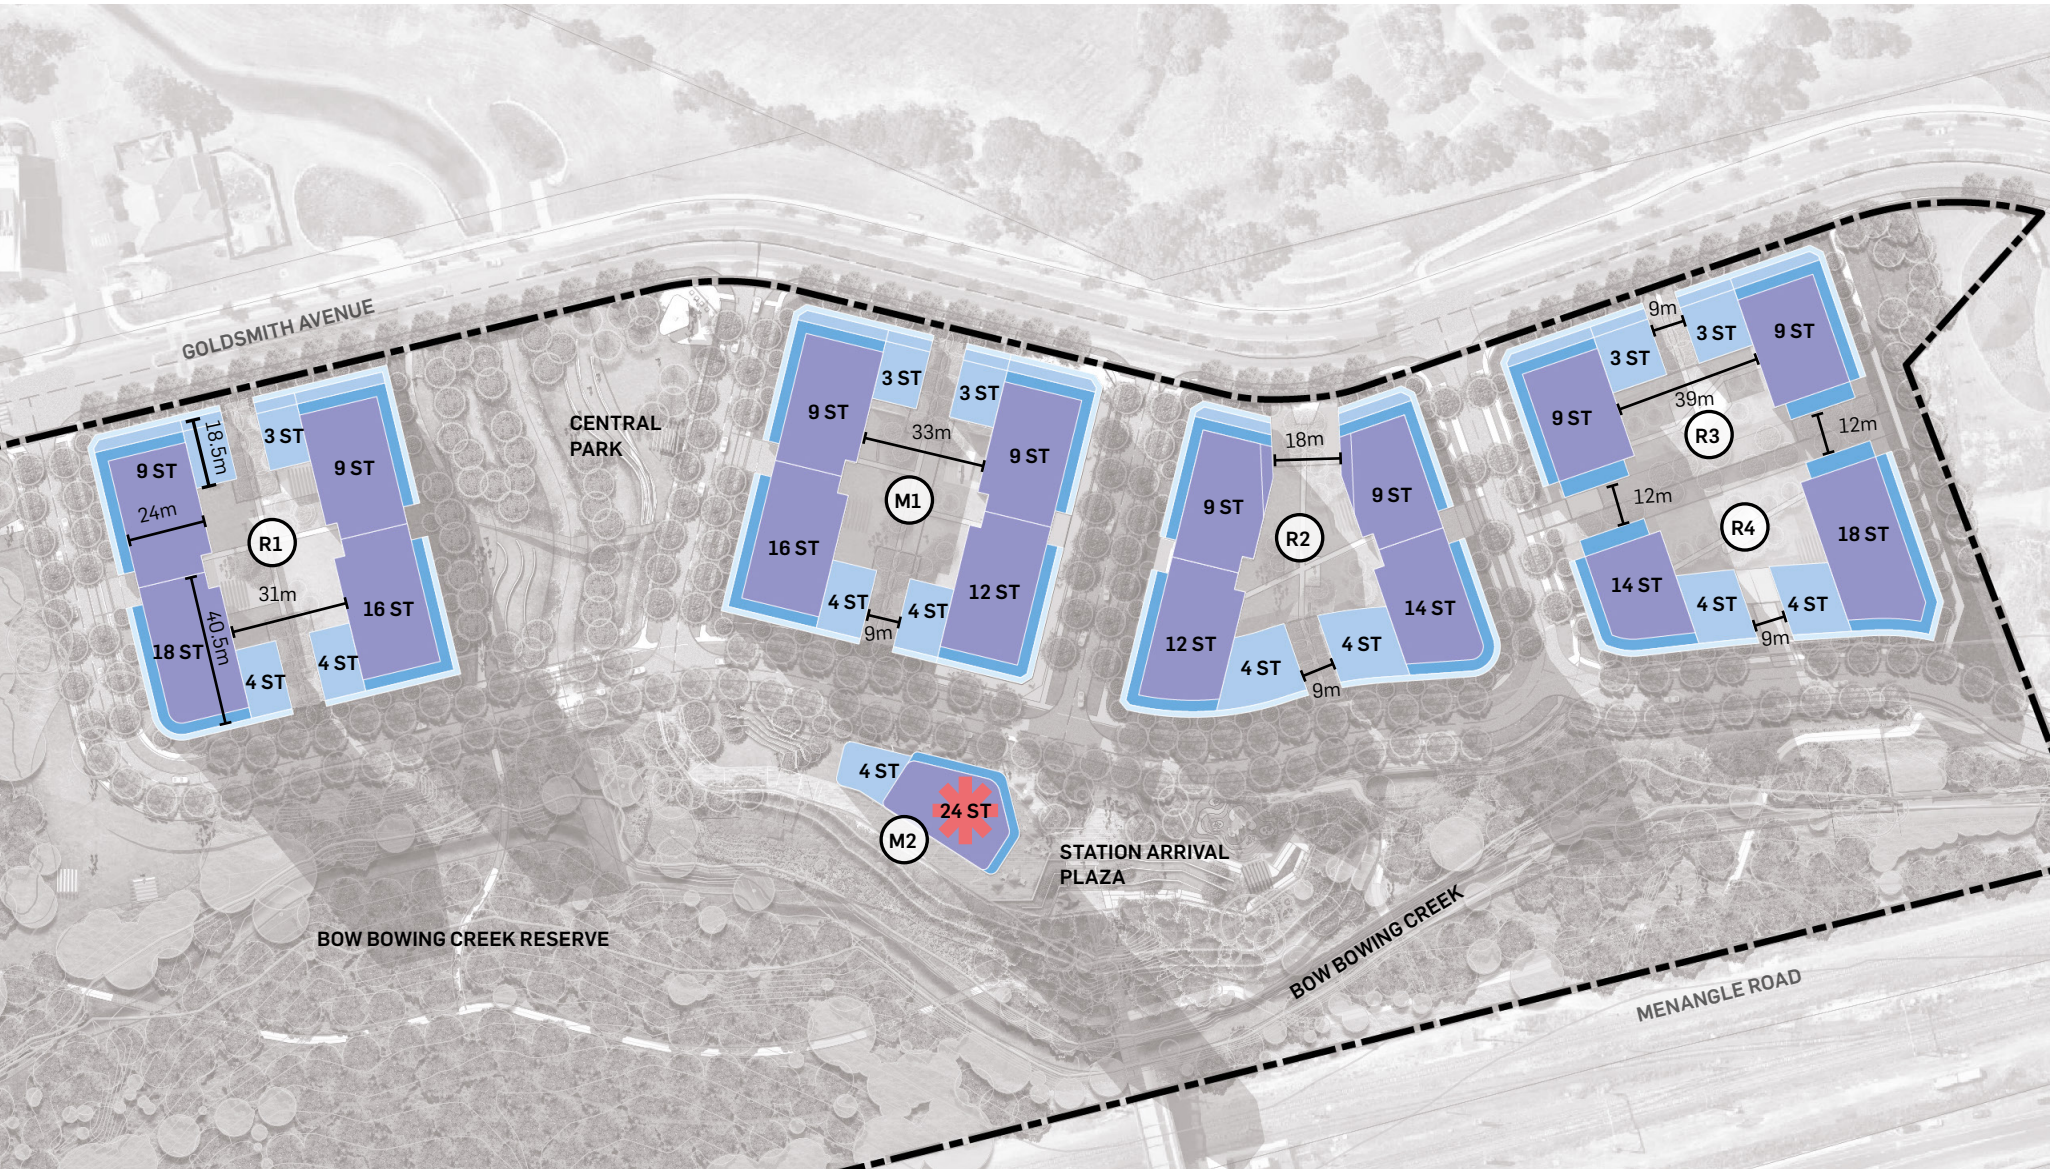 GOLDSMITH AVENUE
9 ST
18.5m
3 ST
9 ST
24m
R1
31m
18 ST
40.5m
16 ST
4 ST
4 ST
CENTRAL
PARK
9 ST
3 ST
3 ST
33m
9 ST
M1
16 ST
12 ST
4 ST
4 ST
9m
18m
9 ST
9 ST
R2
12 ST
14 ST
4 ST
4 ST
9m
9m
3 ST
3 ST
9 ST
9 ST
39m
R3
12m
12m
R4
18 ST
14 ST
4 ST
4 ST
9m
4 ST
24 ST
M2
STATION ARRIVAL
PLAZA
BOW BOWING CREEK RESERVE
BOW BOWING CREEK
MENANGLE ROAD